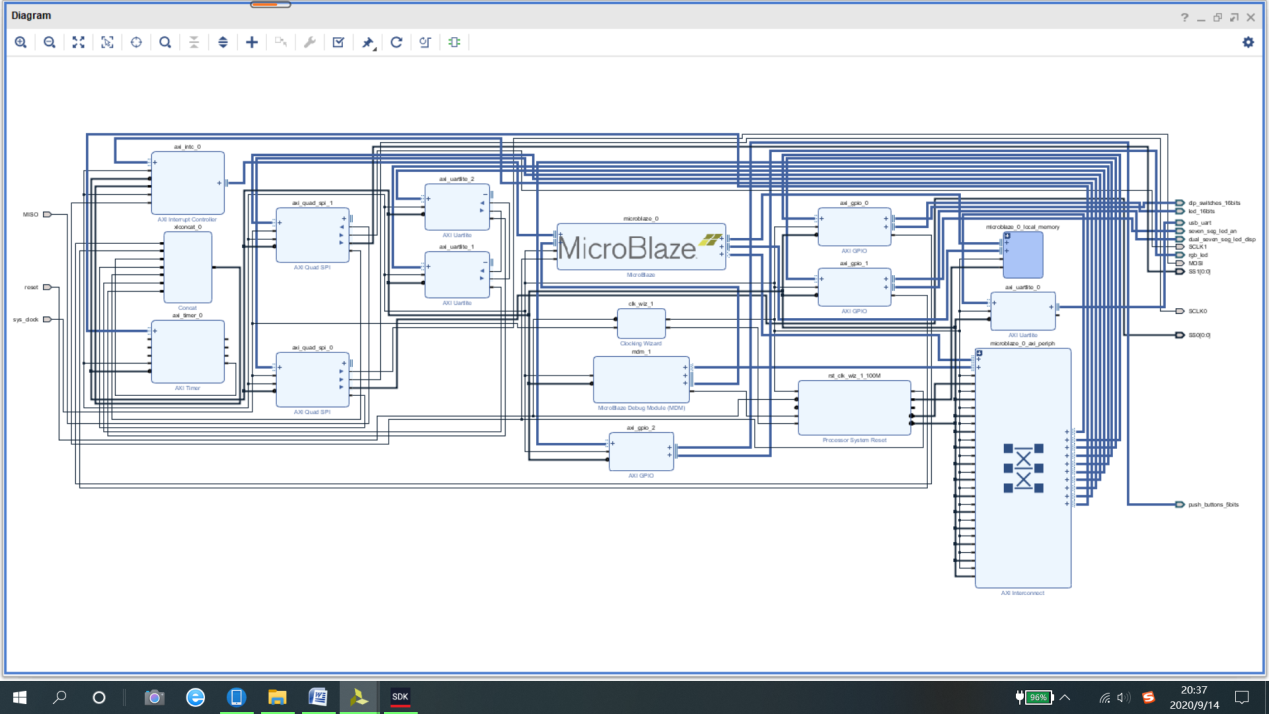 Diagram
axi_intc_0
AXI Interrupt Controller
xlconcat_0
Concat
axi_timer_0
AXI Timer
MISO
reset
sys_clock
axi_quad_spi_1
AXI Quad SPI
axi_quad_spi_0
AXI Quad SPI
axi_uartlite_2
AXI Uartlite
axi_uartlite_1
AXI Uartlite
microblaze_0
MicroBlaze
MicroBlaze
clk_wiz_1
Clocking Wizard
mdm_1
MicroBlaze Debug Module (MDM)
axi_gpio_2
AXI GPIO
axi_gpio_0
AXI GPIO
axi_gpio_1
AXI GPIO
rst_clk_wiz_1_100M
Processor System Reset
microblaze_0_local_memory
axi_uartlite_0
AXI Uartlite
microblaze_0_axi_periph
AXI Interconnect
dip_switches_16bits
led_16bits
usb_uart
seven_seg_led_an
dual_seven_seg_led_disp
SCLK1
rgb_led
MOSI
SS1[0:0]
SCLK0
SS0[0:0]
push_buttons_5bits
SDK
96%
20:37
2020/9/14